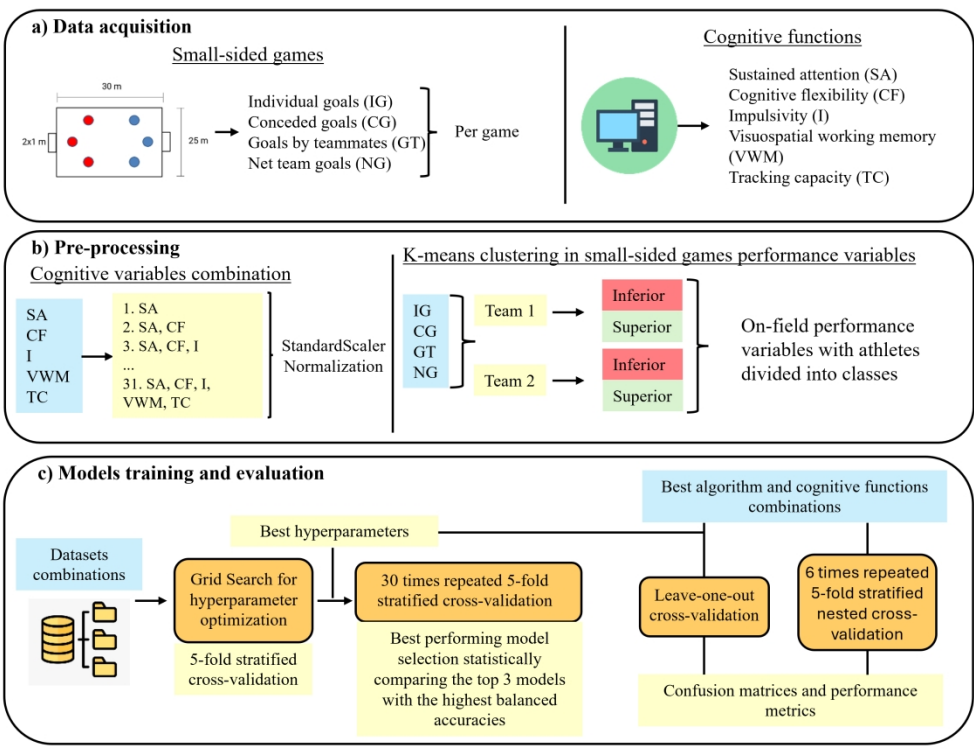 a) Data acquisition
Small-sided games
30 m
2x1 m
25 m
Individual goals (IG)
Conceded goals (CG)
Goals by teammates (GT)
Net team goals (NG)
Per game
Cognitive functions
Sustained attention (SA)
Cognitive flexibility (CF)
Impulsivity (I)
Visuospatial working memory
(VWM)
Tracking capacity (TC)
b) Pre-processing
Cognitive variables combination
SA
CF
I
VWM
TC
1. SA
2. SA, CF
3. SA, CF, I
...
31. SA, CF, I,
VWM, TC
StandardScaler
Normalization
K-means clustering in small-sided games performance variables
IG
CG
GT
NG
Team 1
Team 2
Inferior
Superior
Inferior
Superior
On-field performance
variables with athletes
divided into classes
c) Models training and evaluation
Datasets
combinations
Grid Search for
hyperparameter
optimization
5-fold stratified
cross-validation
Best hyperparameters
30 times repeated 5-fold
stratified cross-validation
Best performing model
selection statistically
comparing the top 3 models
with the highest balanced
accuracies
Best algorithm and cognitive functions
combinations
Leave-one-out
cross-validation
6 times repeated
5-fold stratified
nested cross-
validation
Confusion matrices and performance
metrics